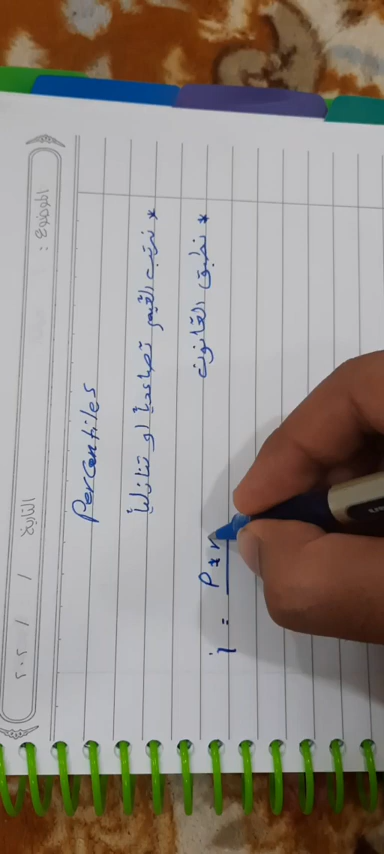 الموضوع :
التاريخ / / ٢٠٢
Percentiles
* نرتب القيم تصاعدياً او تنازلياً
* نطبق القانون
i = P*n